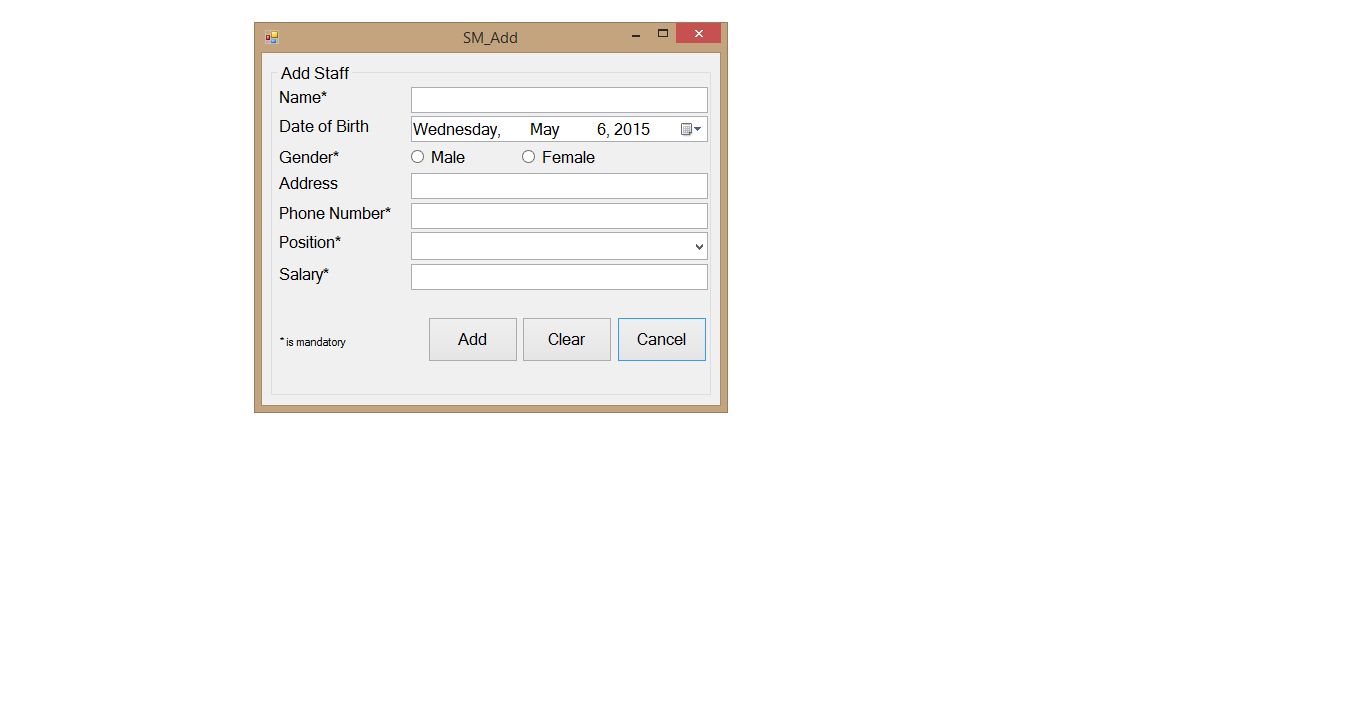 SM_Add
Add Staff
Name*
Date of Birth Wednesday, May 6, 2015
Gender* Male Female
Address
Phone Number*
Position*
Salary*
* is mandatory Add Clear Cancel